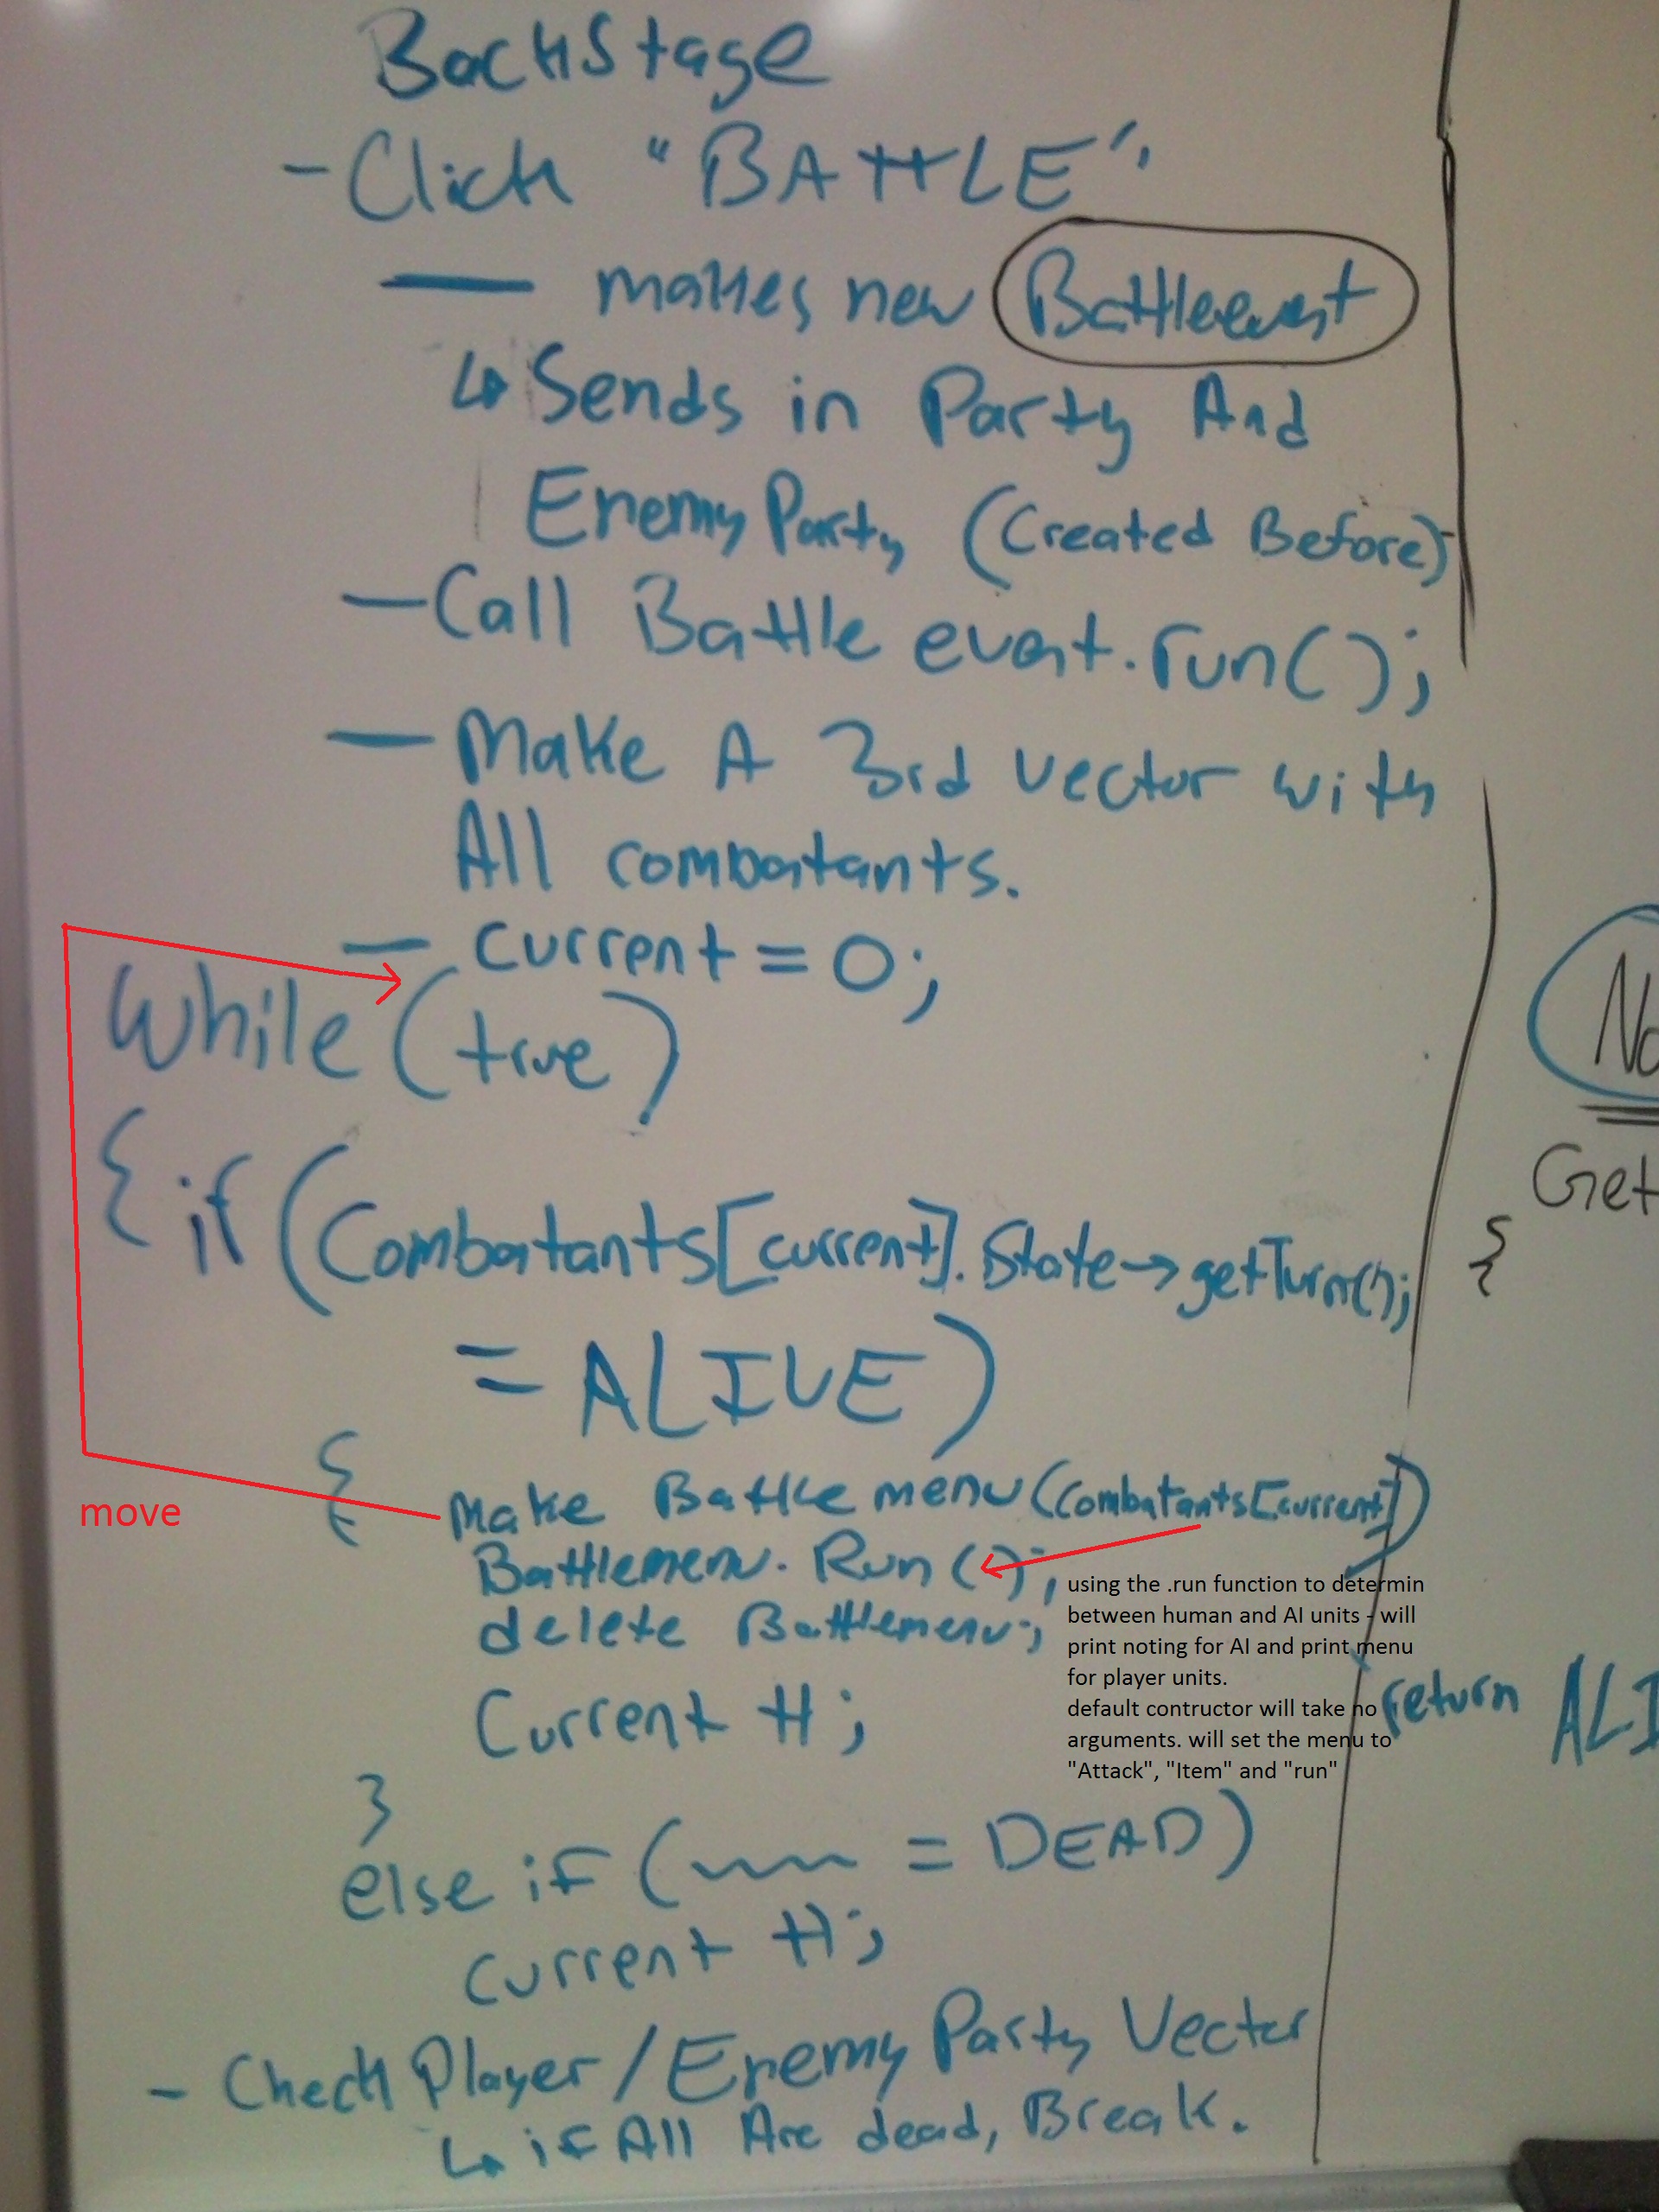 Backstage
- Click "BATTLE"
— makes new Battleevent
↳ Sends in Party And
Enemy Party (Created Before)
— Call Battle event.run();
— Make A 3rd vector with
All combatants.
— current = 0;
While (true)
{ if (Combatants[current].State→getTurn();
= ALIVE)
{ Make Battle menu(Combatants[current])
Battlemenu.Run();
delete Battlemenu;
Current ++;
}
else if ( = DEAD)
current ++;
- Check Player/Enemy Party Vector
↳ if All Are dead, Break.
move
using the .run function to determin
between human and AI units - will
print noting for AI and print menu
for player units.
default contructor will take no
arguments. will set the menu to
"Attack", "Item" and "run"
No
Get
{
return ALI